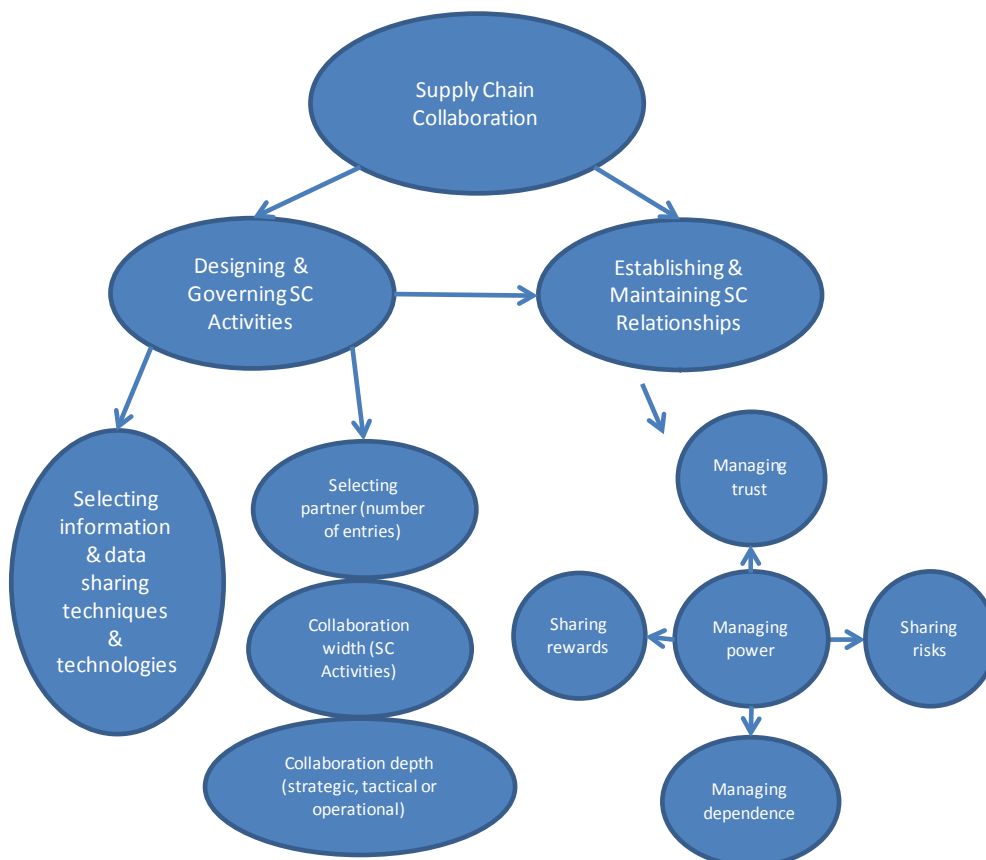 Supply Chain
Collaboration
Designing &
Governing SC
Activities
Establishing &
Maintaining SC
Relationships
Selecting
information
& data
sharing
techniques
&
technologies
Selecting
partner (number
of entries)
Collaboration
width (SC
Activities)
Collaboration depth
(strategic, tactical or
operational)
Managing
trust
Sharing
rewards
Managing
power
Sharing
risks
Managing
dependence